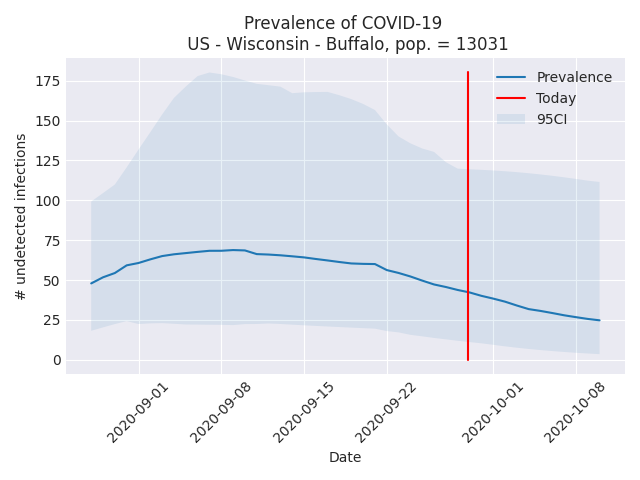 Prevalence of COVID-19
US - Wisconsin - Buffalo, pop. = 13031
Prevalence
Today
95CI
175
150
125
100
75
50
25
0
# undetected infections
2020-09-01
2020-09-08
2020-09-15
2020-09-22
2020-10-01
2020-10-08
Date